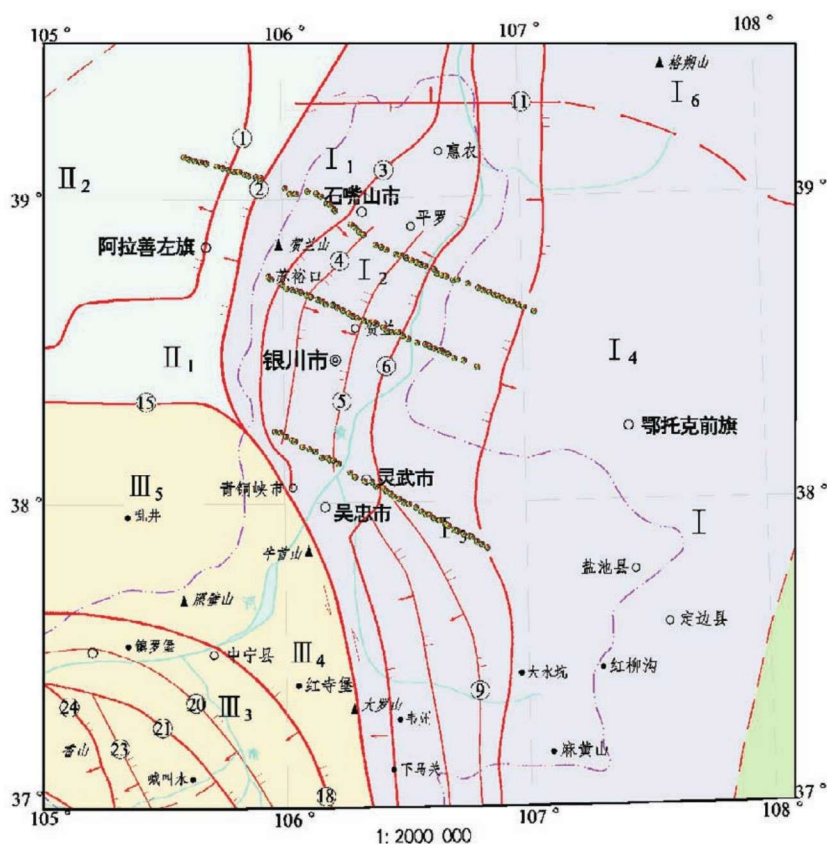 105 °
106 °
107 °
108 °
▲ 格朔山
Ⅰ₆
⑪
①
Ⅰ₁
③
惠农
Ⅱ₂
39 °
②
石嘴山市
39 °
平罗
阿拉善左旗
贺兰山
④
Ⅰ₂
苏裕口
贺兰
Ⅱ₁
银川市
⑥
Ⅰ₄
⑮
⑤
鄂托克前旗
Ⅲ₅
青铜峡市
灵武市
38 °
38 °
吴忠市
Ⅰ
牛首山
盐池县
定边县
Ⅲ₄
镇罗堡
中宁县
红寺堡
大水坑
红柳沟
⑨
㉔
⑳
Ⅲ₃
大罗山
韦州
香山
㉓
㉑
喊叫水
下马关
麻黄山
37 °
⑱
37 °
105 °
106 °
107 °
108 °
1: 2000 000